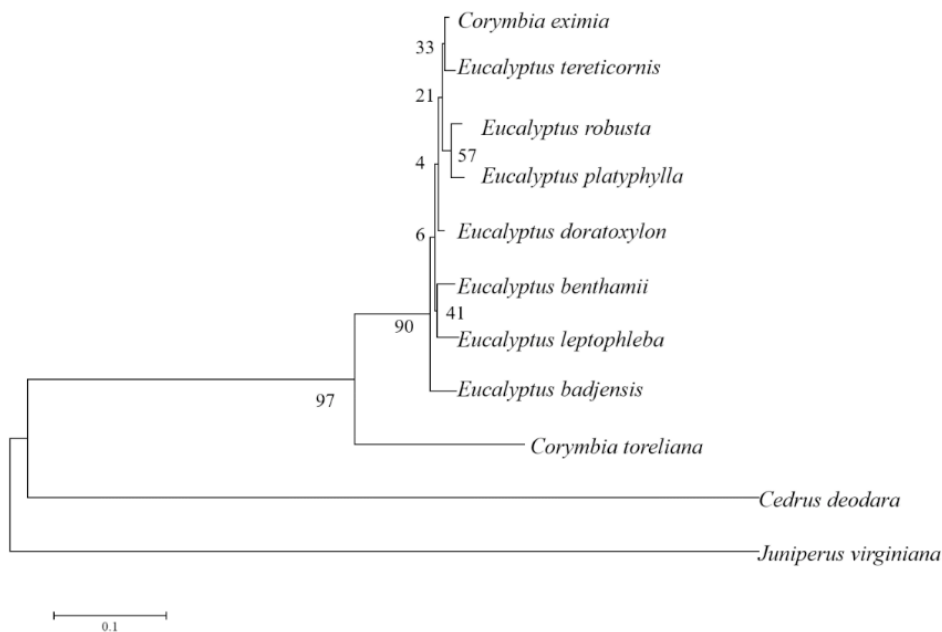 Corymbia eximia
33
Eucalyptus tereticornis
21
Eucalyptus robusta
57
4
Eucalyptus platyphylla
6
Eucalyptus doratoxylon
Eucalyptus benthamii
41
90
Eucalyptus leptophleba
Eucalyptus badjensis
97
Corymbia toreliana
Cedrus deodara
Juniperus virginiana
0.1